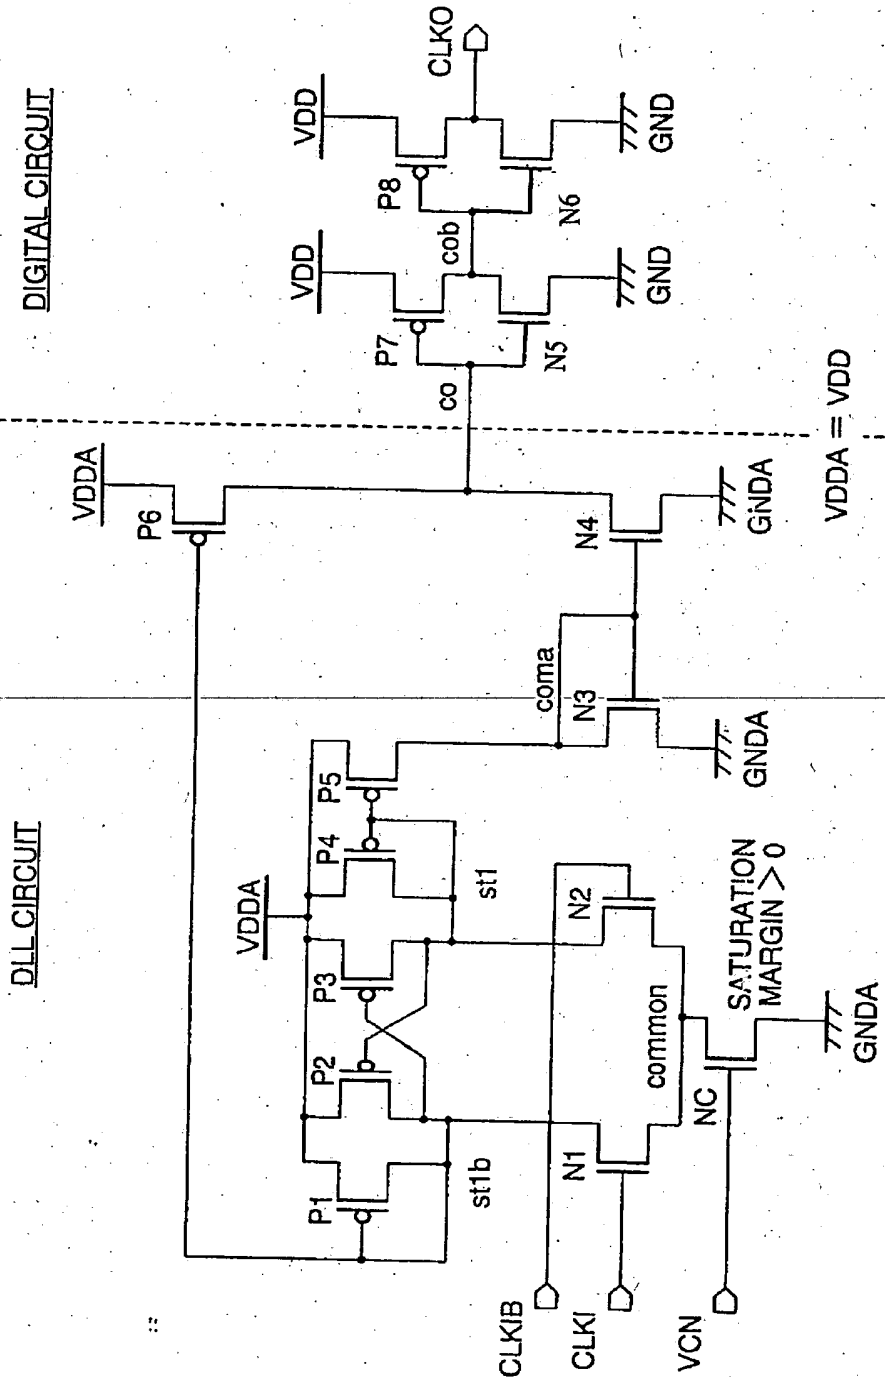 DLL CIRCUIT
DIGITAL CIRCUIT
VDDA
P1
P2
P3
P4
P5
st1b
st1
CLKIB
CLKI
VCN
N1
N2
common
NC
SATURATION
MARGIN > 0
GNDA
coma
N3
GNDA
N4
GNDA
VDDA
P6
co
VDD
P7
N5
GND
cob
VDD
P8
N6
GND
CLKO
VDDA = VDD